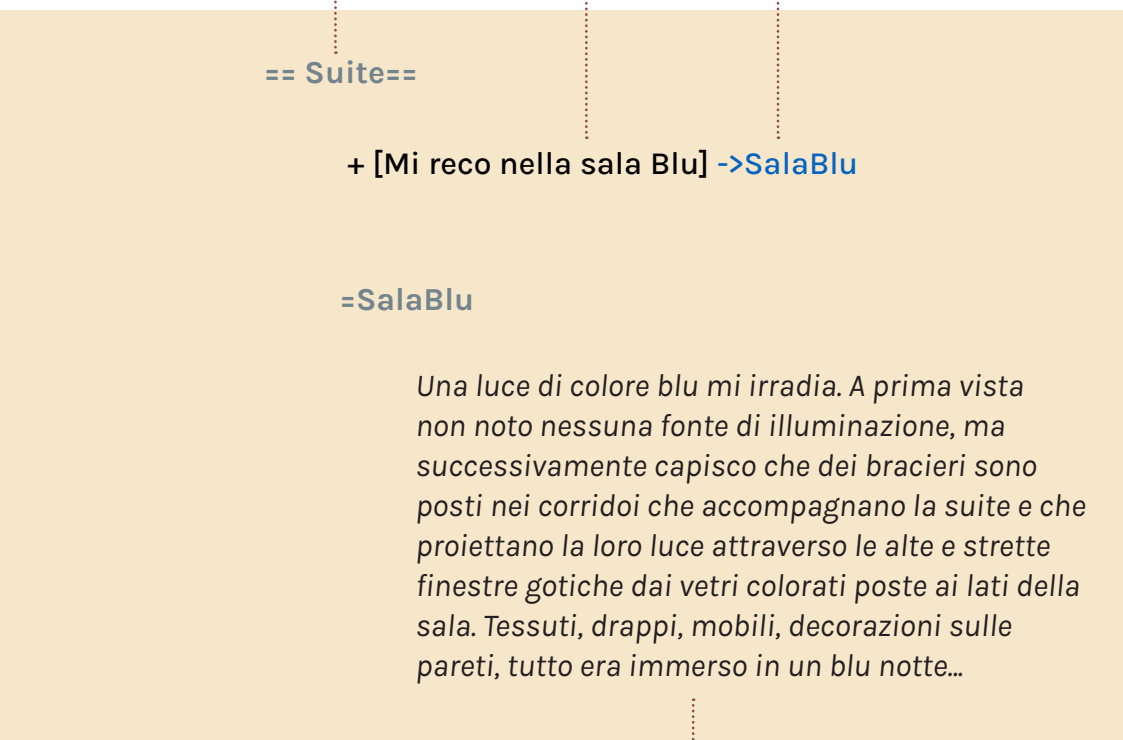 == Suite==
+ [Mi reco nella sala Blu] ->SalaBlu
=SalaBlu
Una luce di colore blu mi irradia. A prima vista
non noto nessuna fonte di illuminazione, ma
successivamente capisco che dei bracieri sono
posti nei corridoi che accompagnano la suite e che
proiettano la loro luce attraverso le alte e strette
finestre gotiche dai vetri colorati poste ai lati della
sala. Tessuti, drappi, mobili, decorazioni sulle
pareti, tutto era immerso in un blu notte...